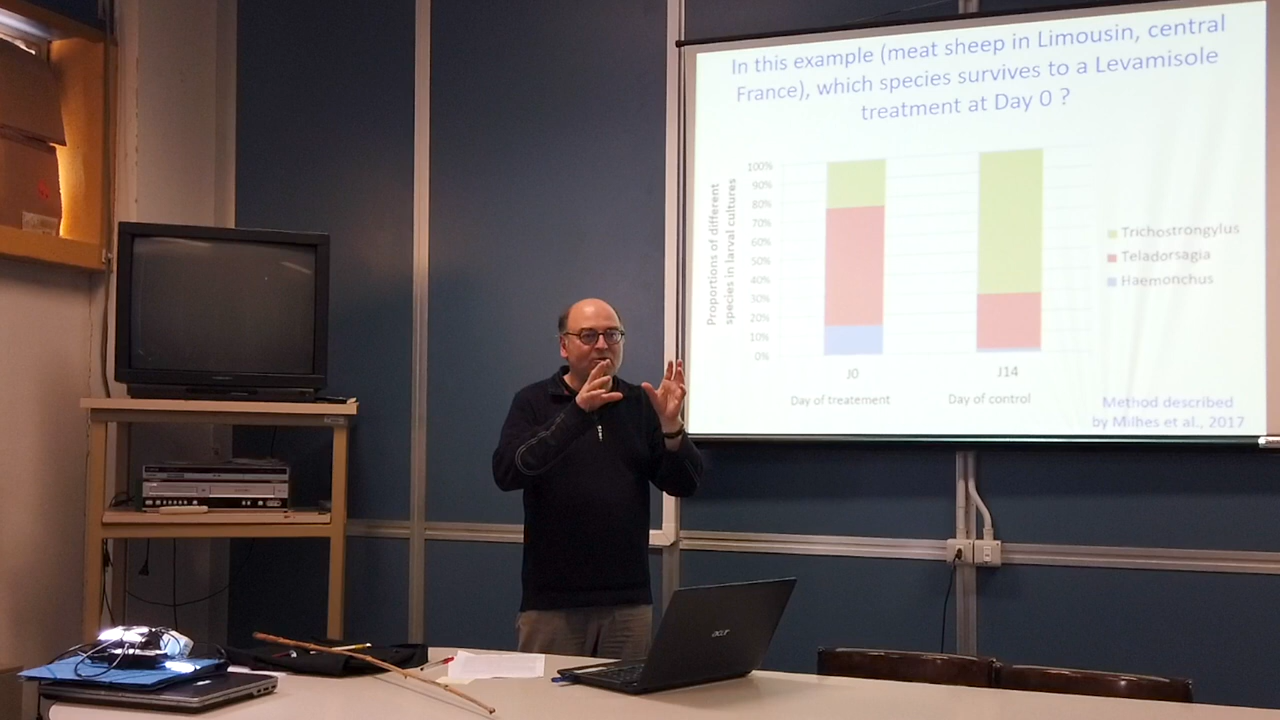 In this example (meat sheep in Limousin, central
France), which species survives to a Levamisole
treatment at Day 0 ?
Proportions of different
species in larval cultures
100%
90%
80%
70%
60%
50%
40%
30%
20%
10%
0%
J0
J14
Day of treatement
Day of control
Trichostrongylus
Teladorsagia
Haemonchus
Method described
by Milhes et al., 2017
acer